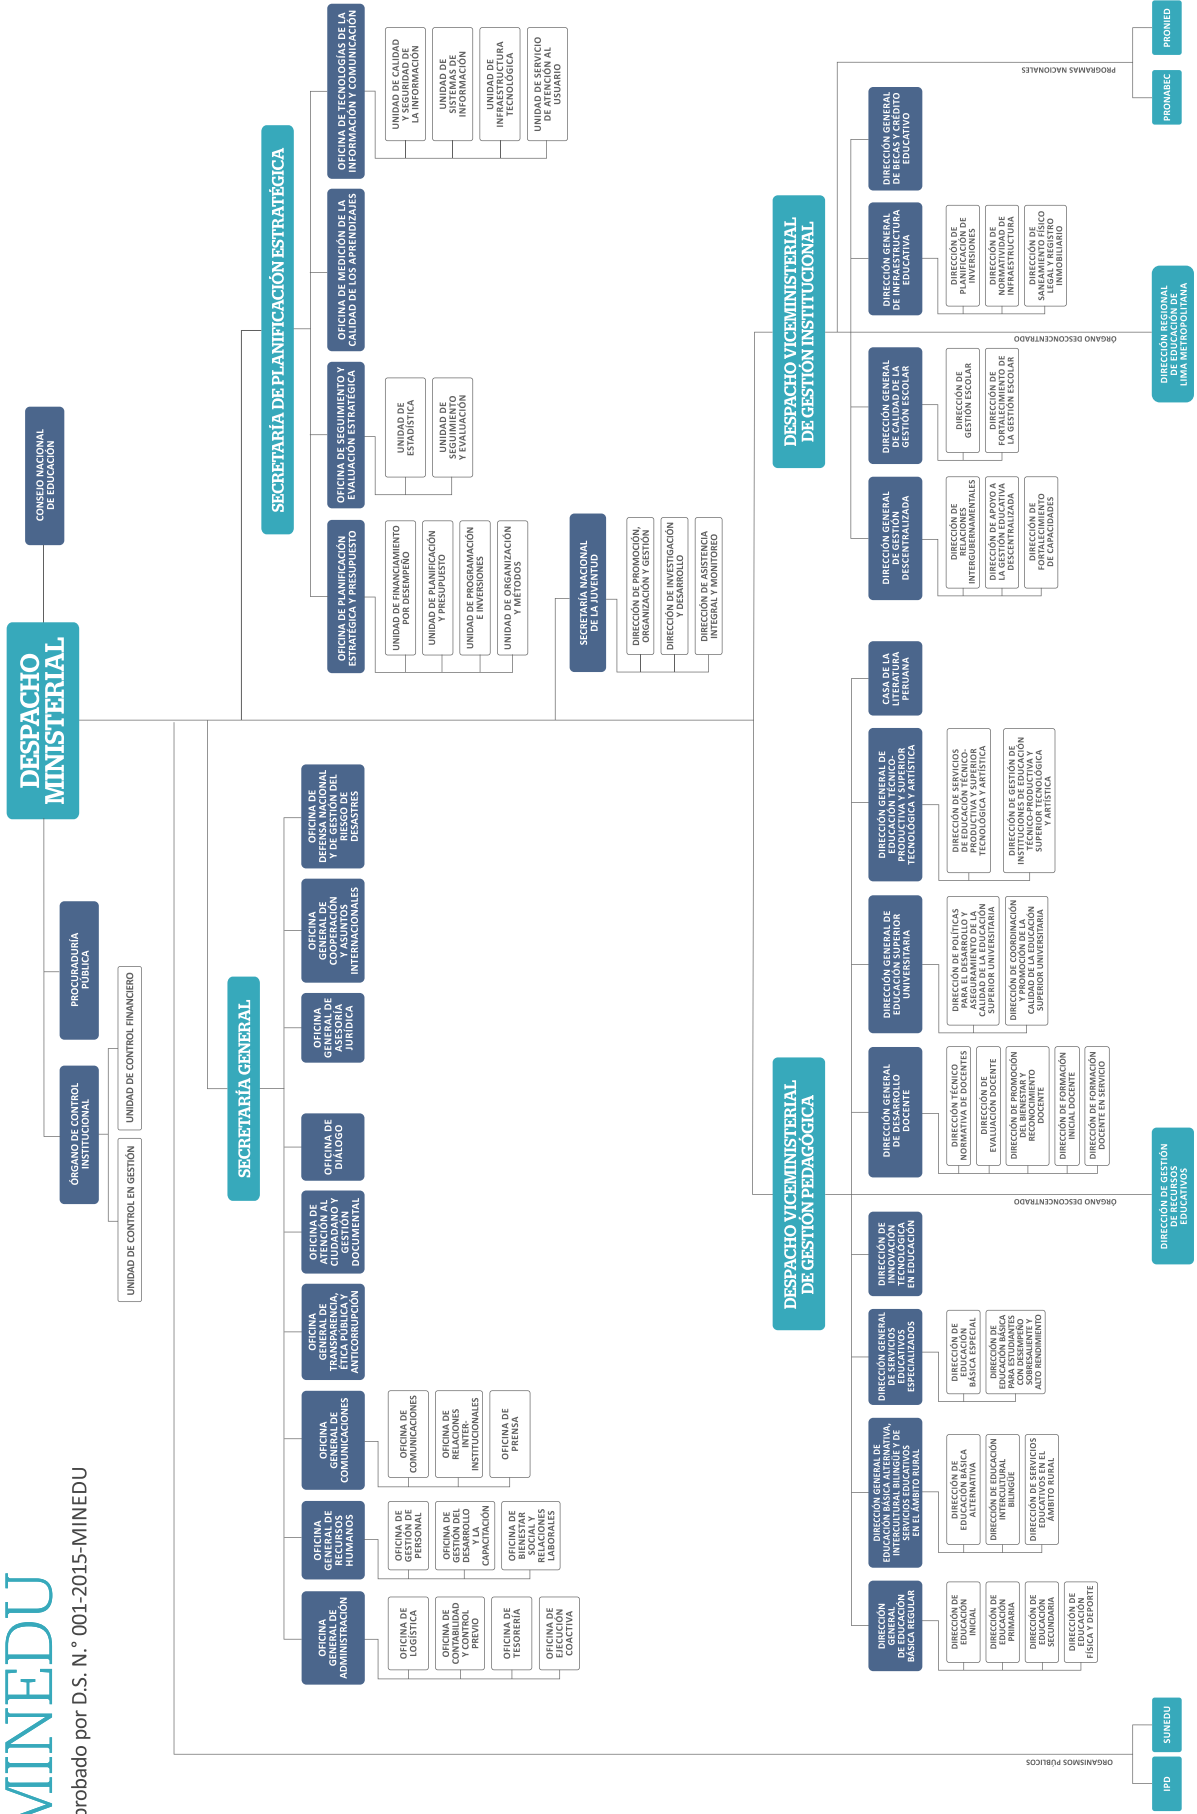 MINEDU
probado por D.S. N.° 001-2015-MINEDU
DESPACHO
MINISTERIAL
CONSEJO NACIONAL
DE EDUCACIÓN
PROCURADURÍA
PÚBLICA
ÓRGANO DE CONTROL
INSTITUCIONAL
UNIDAD DE CONTROL EN GESTIÓN
UNIDAD DE CONTROL FINANCIERO
SECRETARÍA GENERAL
OFICINA
GENERAL DE
ADMINISTRACIÓN
OFICINA DE
LOGÍSTICA
OFICINA DE
CONTABILIDAD
Y CONTROL
PREVIO
OFICINA DE
TESORERÍA
OFICINA DE
EJECUCIÓN
COACTIVA
OFICINA
GENERAL DE
RECURSOS
HUMANOS
OFICINA DE
GESTIÓN DE
PERSONAL
OFICINA DE
GESTIÓN DEL
DESARROLLO
Y LA
CAPACITACIÓN
OFICINA DE
BIENESTAR
SOCIAL Y
RELACIONES
LABORALES
OFICINA
GENERAL DE
COMUNICACIONES
OFICINA DE
COMUNICACIONES
OFICINA DE
RELACIONES
INTER-
INSTITUCIONALES
OFICINA DE
PRENSA
OFICINA
GENERAL DE
TRANSPARENCIA,
ÉTICA PÚBLICA Y
ANTICORRUPCIÓN
OFICINA DE
ATENCIÓN AL
CIUDADANO Y
GESTIÓN
DOCUMENTAL
OFICINA DE
DIÁLOGO
OFICINA
GENERAL DE
ASESORÍA
JURÍDICA
OFICINA
GENERAL DE
COOPERACIÓN
Y ASUNTOS
INTERNACIONALES
OFICINA DE
DEFENSA NACIONAL
Y DE GESTIÓN DEL
RIESGO DE
DESASTRES
SECRETARÍA DE PLANIFICACIÓN ESTRATÉGICA
OFICINA DE PLANIFICACIÓN
ESTRATÉGICA Y PRESUPUESTO
UNIDAD DE FINANCIAMIENTO
POR DESEMPEÑO
UNIDAD DE PLANIFICACIÓN
Y PRESUPUESTO
UNIDAD DE PROGRAMACIÓN
E INVERSIONES
UNIDAD DE ORGANIZACIÓN
Y MÉTODOS
OFICINA DE SEGUIMIENTO Y
EVALUACIÓN ESTRATÉGICA
UNIDAD DE
ESTADÍSTICA
UNIDAD DE
SEGUIMIENTO
Y EVALUACIÓN
OFICINA DE MEDICIÓN DE LA
CALIDAD DE LOS APRENDIZAJES
OFICINA DE TECNOLOGÍAS DE LA
INFORMACIÓN Y COMUNICACIÓN
UNIDAD DE CALIDAD
Y SEGURIDAD DE
LA INFORMACIÓN
UNIDAD DE
SISTEMAS DE
INFORMACIÓN
UNIDAD DE
INFRAESTRUCTURA
TECNOLÓGICA
UNIDAD DE SERVICIO
DE ATENCIÓN AL
USUARIO
SECRETARÍA NACIONAL
DE LA JUVENTUD
DIRECCIÓN DE PROMOCIÓN,
ORGANIZACIÓN Y GESTIÓN
DIRECCIÓN DE INVESTIGACIÓN
Y DESARROLLO
DIRECCIÓN DE ASISTENCIA
INTEGRAL Y MONITOREO
DESPACHO VICEMINISTERIAL
DE GESTIÓN PEDAGÓGICA
DIRECCIÓN
GENERAL
DE EDUCACIÓN
BÁSICA REGULAR
DIRECCIÓN DE
EDUCACIÓN
INICIAL
DIRECCIÓN DE
EDUCACIÓN
PRIMARIA
DIRECCIÓN DE
EDUCACIÓN
SECUNDARIA
DIRECCIÓN DE
EDUCACIÓN
FÍSICA Y DEPORTE
DIRECCIÓN GENERAL DE
EDUCACIÓN BÁSICA ALTERNATIVA,
INTERCULTURAL BILINGÜE Y DE
SERVICIOS EDUCATIVOS
EN EL ÁMBITO RURAL
DIRECCIÓN DE
EDUCACIÓN BÁSICA
ALTERNATIVA
DIRECCIÓN DE EDUCACIÓN
INTERCULTURAL
BILINGÜE
DIRECCIÓN DE SERVICIOS
EDUCATIVOS EN EL
ÁMBITO RURAL
DIRECCIÓN GENERAL
DE SERVICIOS
EDUCATIVOS
ESPECIALIZADOS
DIRECCIÓN DE
EDUCACIÓN
BÁSICA ESPECIAL
DIRECCIÓN DE
EDUCACIÓN BÁSICA
PARA ESTUDIANTES
CON DESEMPEÑO
SOBRESALIENTE Y
ALTO RENDIMIENTO
DIRECCIÓN DE
INNOVACIÓN
TECNOLÓGICA
EN EDUCACIÓN
ÓRGANO DESCONCENTRADO
DIRECCIÓN DE GESTIÓN
DE RECURSOS
EDUCATIVOS
DIRECCIÓN GENERAL
DE DESARROLLO
DOCENTE
DIRECCIÓN TÉCNICO
NORMATIVA DE DOCENTES
DIRECCIÓN DE
EVALUACIÓN DOCENTE
DIRECCIÓN DE PROMOCIÓN
DEL BIENESTAR Y
RECONOCIMIENTO
DOCENTE
DIRECCIÓN DE FORMACIÓN
INICIAL DOCENTE
DIRECCIÓN DE FORMACIÓN
DOCENTE EN SERVICIO
DIRECCIÓN GENERAL DE
EDUCACIÓN SUPERIOR
UNIVERSITARIA
DIRECCIÓN DE POLÍTICAS
PARA EL DESARROLLO Y
ASEGURAMIENTO DE LA
CALIDAD DE LA EDUCACIÓN
SUPERIOR UNIVERSITARIA
DIRECCIÓN DE COORDINACIÓN
Y PROMOCIÓN DE LA
CALIDAD DE LA EDUCACIÓN
SUPERIOR UNIVERSITARIA
DIRECCIÓN GENERAL DE
EDUCACIÓN TÉCNICO-
PRODUCTIVA Y SUPERIOR
TECNOLÓGICA Y ARTÍSTICA
DIRECCIÓN DE SERVICIOS
DE EDUCACIÓN TÉCNICO-
PRODUCTIVA Y SUPERIOR
TECNOLÓGICA Y ARTÍSTICA
DIRECCIÓN DE GESTIÓN DE
INSTITUCIONES DE EDUCACIÓN
TÉCNICO-PRODUCTIVA Y
SUPERIOR TECNOLÓGICA
Y ARTÍSTICA
CASA DE LA
LITERATURA
PERUANA
DESPACHO VICEMINISTERIAL
DE GESTIÓN INSTITUCIONAL
DIRECCIÓN GENERAL
DE GESTIÓN
DESCENTRALIZADA
DIRECCIÓN DE
RELACIONES
INTERGUBERNAMENTALES
DIRECCIÓN DE APOYO A
LA GESTIÓN EDUCATIVA
DESCENTRALIZADA
DIRECCIÓN DE
FORTALECIMIENTO
DE CAPACIDADES
DIRECCIÓN GENERAL
DE CALIDAD DE LA
GESTIÓN ESCOLAR
DIRECCIÓN DE
GESTIÓN ESCOLAR
DIRECCIÓN DE
FORTALECIMIENTO DE
LA GESTIÓN ESCOLAR
ÓRGANO DESCONCENTRADO
DIRECCIÓN REGIONAL
DE EDUCACIÓN DE
LIMA METROPOLITANA
DIRECCIÓN GENERAL
DE INFRAESTRUCTURA
EDUCATIVA
DIRECCIÓN DE
PLANIFICACIÓN DE
INVERSIONES
DIRECCIÓN DE
NORMATIVIDAD DE
INFRAESTRUCTURA
DIRECCIÓN DE
SANEAMIENTO FÍSICO
LEGAL Y REGISTRO
INMOBILIARIO
DIRECCIÓN GENERAL
DE BECAS Y CRÉDITO
EDUCATIVO
PROGRAMAS NACIONALES
PRONABEC
PRONIED
ORGANISMOS PÚBLICOS
IPD
SUNEDU